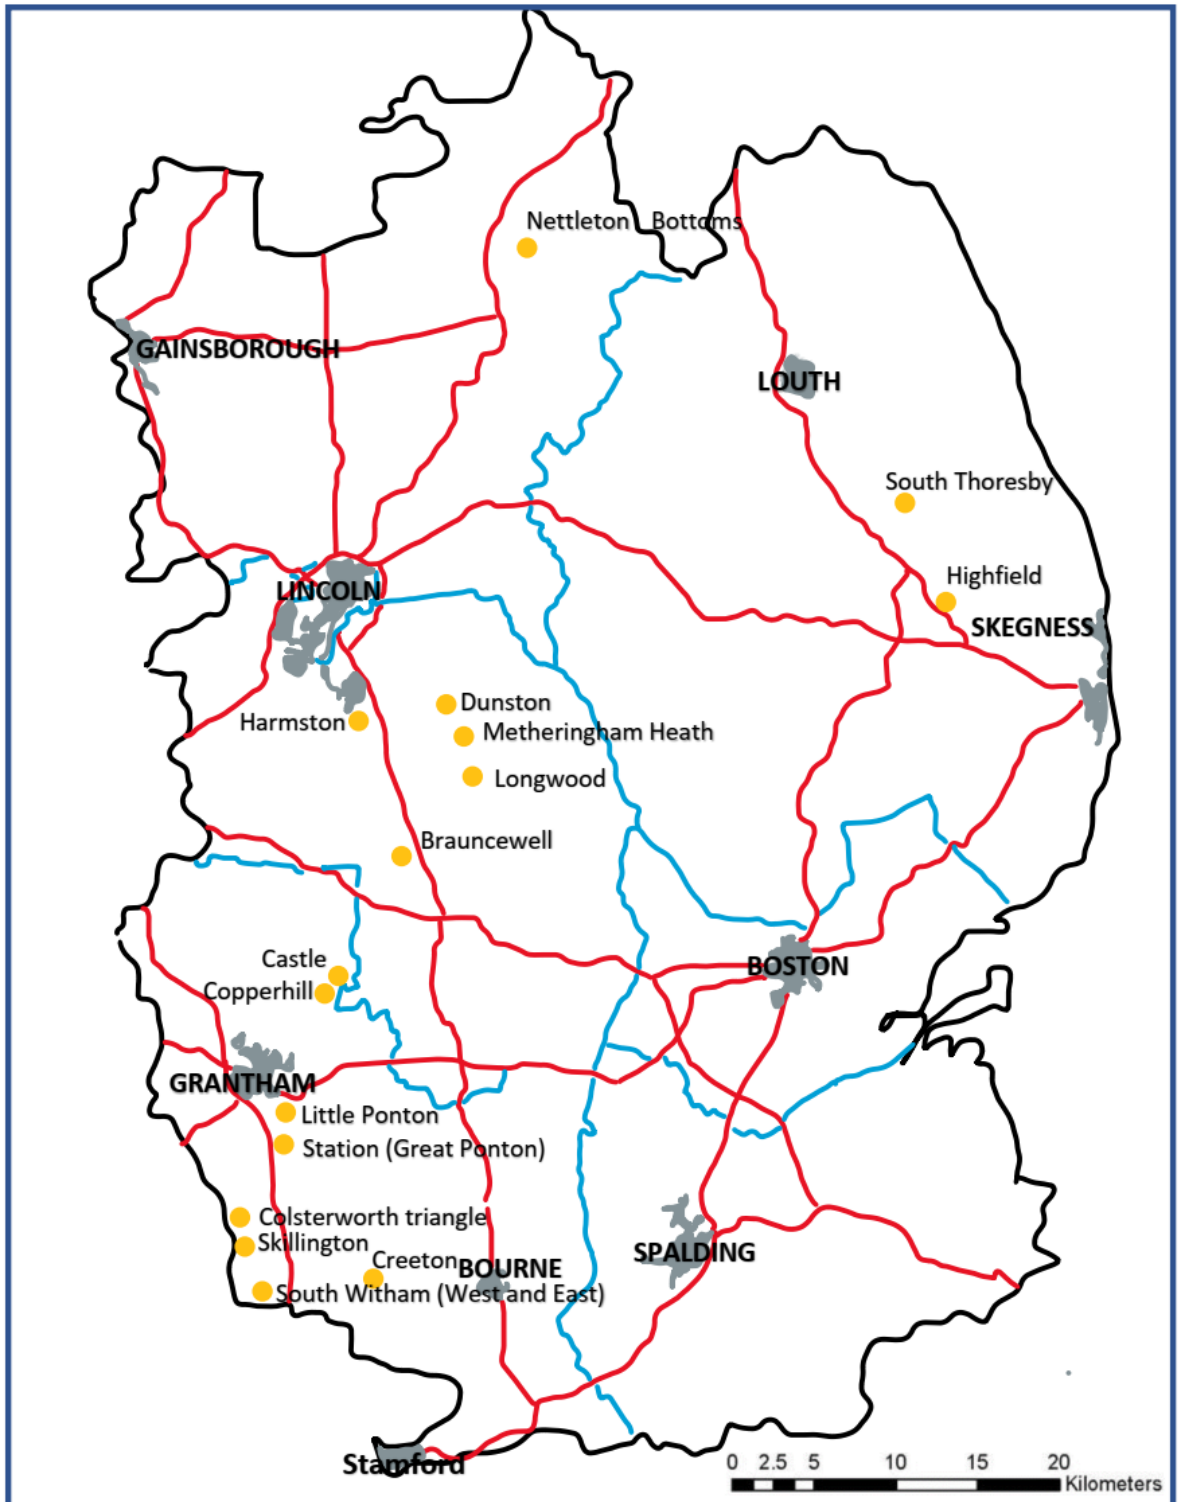 Nettleton Bottoms
GAINSBOROUGH
LOUTH
South Thoresby
Highfield
LINCOLN
SKEGNESS
Dunston
Harmston
Metheringham Heath
Longwood
Brauncewell
Castle
BOSTON
Copperhill
GRANTHAM
Little Ponton
Station (Great Ponton)
Colsterworth triangle
Skillington
SPALDING
Creeton
BOURNE
South Witham (West and East)
Stamford
0 2.5 5 10 15 20
Kilometers